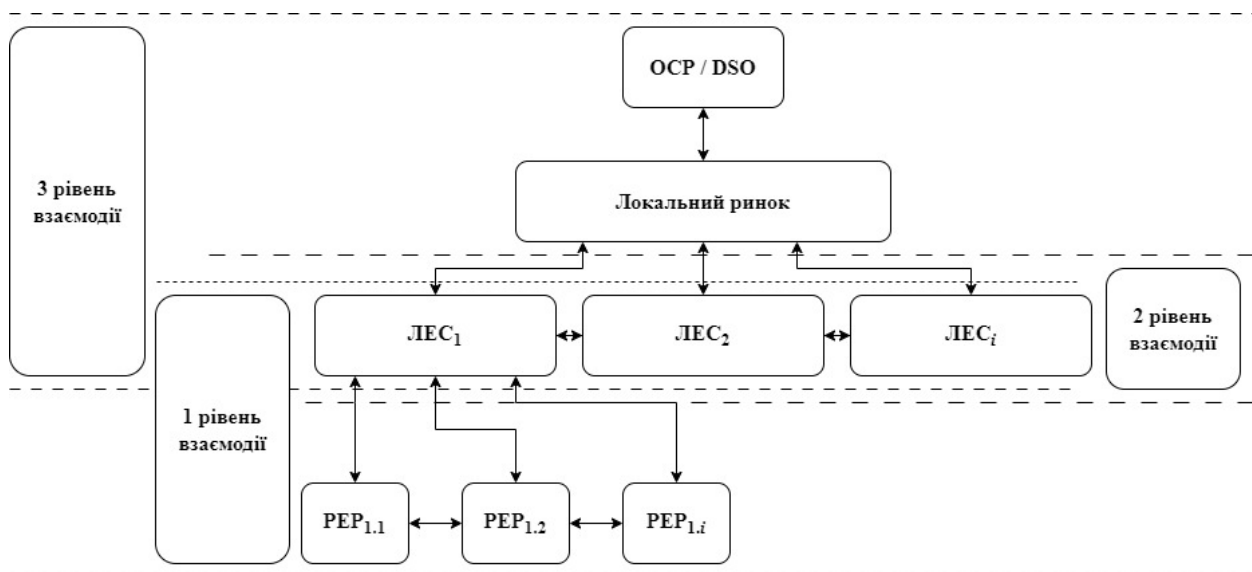 ОСР / DSO
3 рівень
взаємодії
Локальний ринок
ЛЕС1
ЛЕС2
ЛЕСi
2 рівень
взаємодії
1 рівень
взаємодії
РЕР1.1
РЕР1.2
РЕР1.i